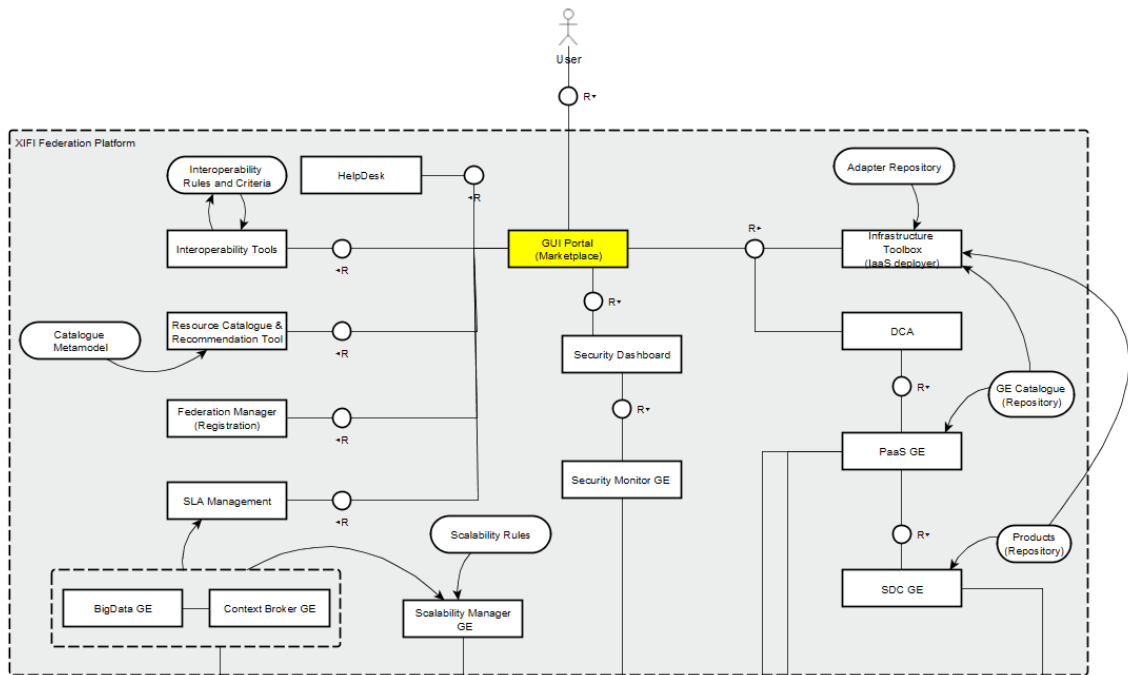 User
R▾
XIFI Federation Platform
Interoperability
Rules and Criteria
HelpDesk
◂R
Adapter Repository
Interoperability Tools
◂R
GUI Portal
(Marketplace)
R▸
Infrastructure
Toolbox
(IaaS deployer)
R▾
Catalogue
Metamodel
Resource Catalogue &
Recommendation Tool
◂R
Security Dashboard
DCA
R▾
GE Catalogue
(Repository)
Federation Manager
(Registration)
◂R
R▾
PaaS GE
Security Monitor GE
SLA Management
◂R
Scalability Rules
R▾
Products
(Repository)
BigData GE
Context Broker GE
Scalability Manager
GE
SDC GE